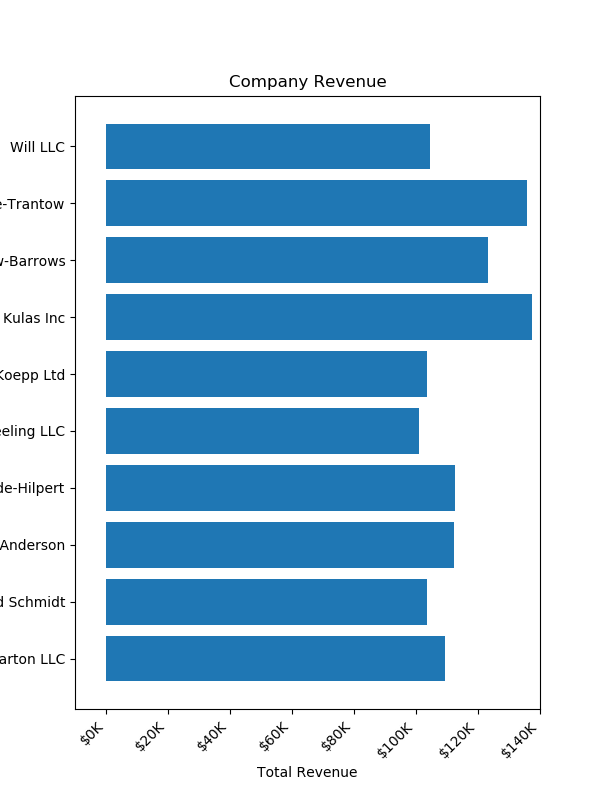 Company Revenue
Will LLC
e-Trantow
w-Barrows
Kulas Inc
Koepp Ltd
eeling LLC
de-Hilpert
Anderson
d Schmidt
arton LLC
$0K
$20K
$40K
$60K
$80K
$100K
$120K
$140K
Total Revenue